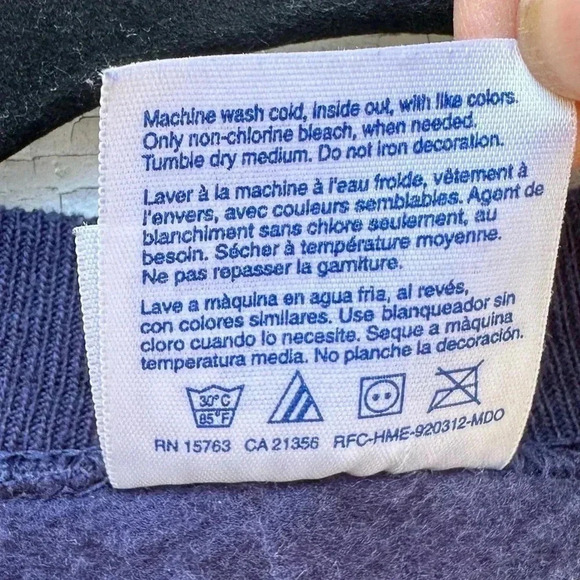 Machine wash cold, inside out, with like colors.
Only non-chlorine bleach, when needed.
Tumble dry medium. Do not iron decoration.
Laver à la machine à l'eau froide, vêtement à
l'envers, avec couleurs semblables. Agent de
blanchiment sans chlore seulement, au
besoin. Sécher à température moyenne.
Ne pas repasser la garniture.
Lave a màquina en agua fria, al revés,
con colores similares. Use blanqueador sin
cloro cuando lo necesite. Seque a màquina
temperatura media. No planche la decoración.
30°C
85°F
RN 15763 CA 21356 RFC-HME-920312-MDO